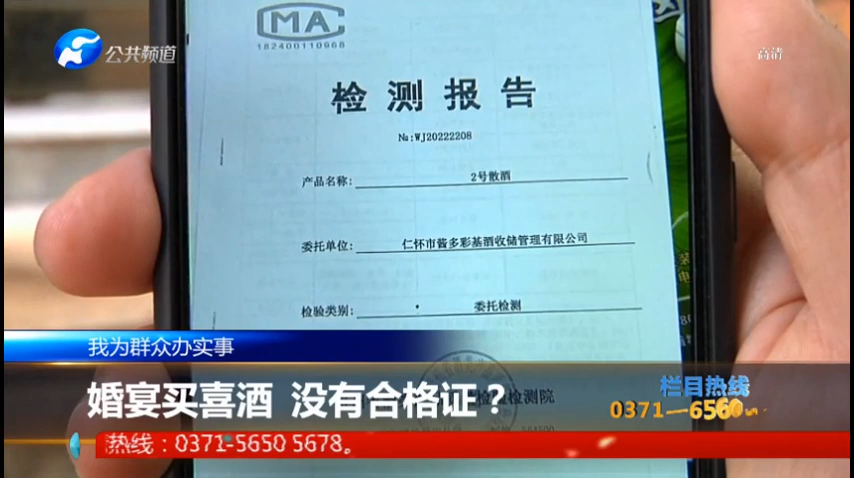 公共频道
高清
CMA
182400110968
检测报告
№:WJ20222208
产品名称: 2号散酒
委托单位: 仁怀市酱多彩基酒收储管理有限公司
检验类别: 委托检测
检验检测院
我为群众办实事
婚宴买喜酒 没有合格证？
栏目热线
0371—6560
热线：0371-5650 5678。